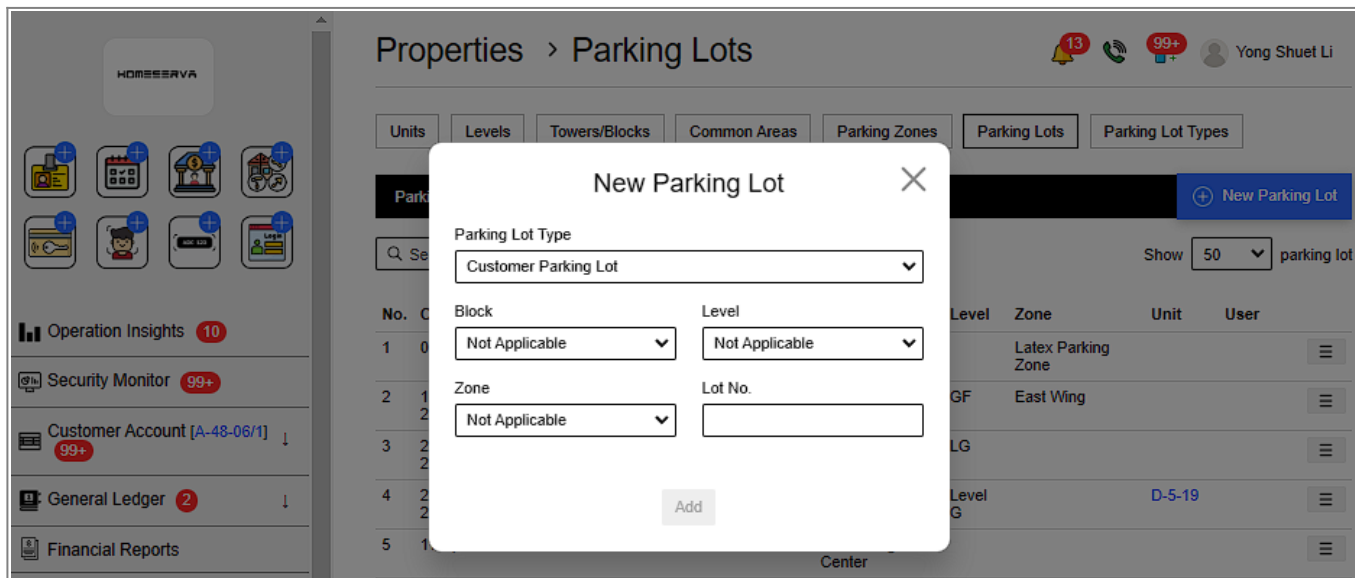 HOMESERVA
Properties > Parking Lots
13
99+
Yong Shuet Li
Units Levels Towers/Blocks Common Areas Parking Zones Parking Lots Parking Lot Types
New Parking Lot
New Parking Lot
Parking Lot Type
Customer Parking Lot
Show 50 parking lot
Block Level
Not Applicable Not Applicable
Zone Lot No.
Not Applicable
Add
No. Level Zone Unit User
1 Latex Parking
Zone
2 GF East Wing
3 LG
4 Level
G D-5-19
5 Center
Operation Insights 10
Security Monitor 99+
Customer Account [A-48-06/1] ↓
99+
General Ledger 2 ↓
Financial Reports